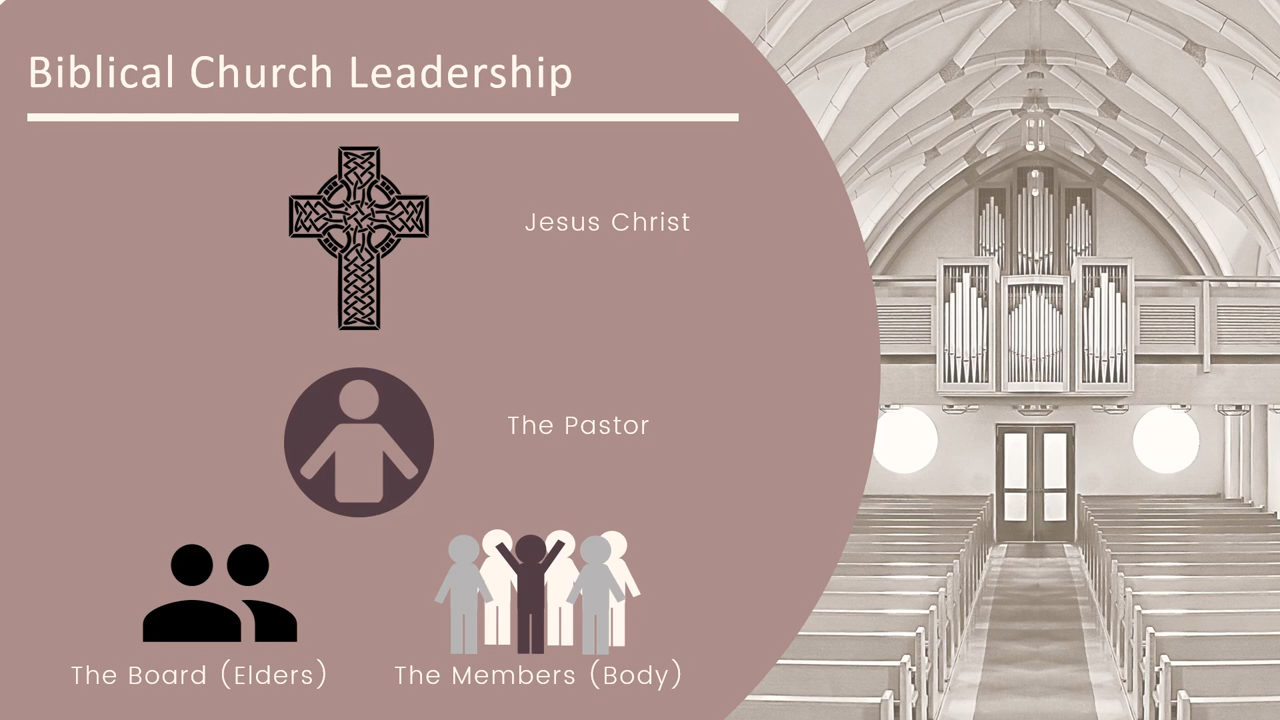 Biblical Church Leadership
Jesus Christ
The Pastor
The Board (Elders)
The Members (Body)